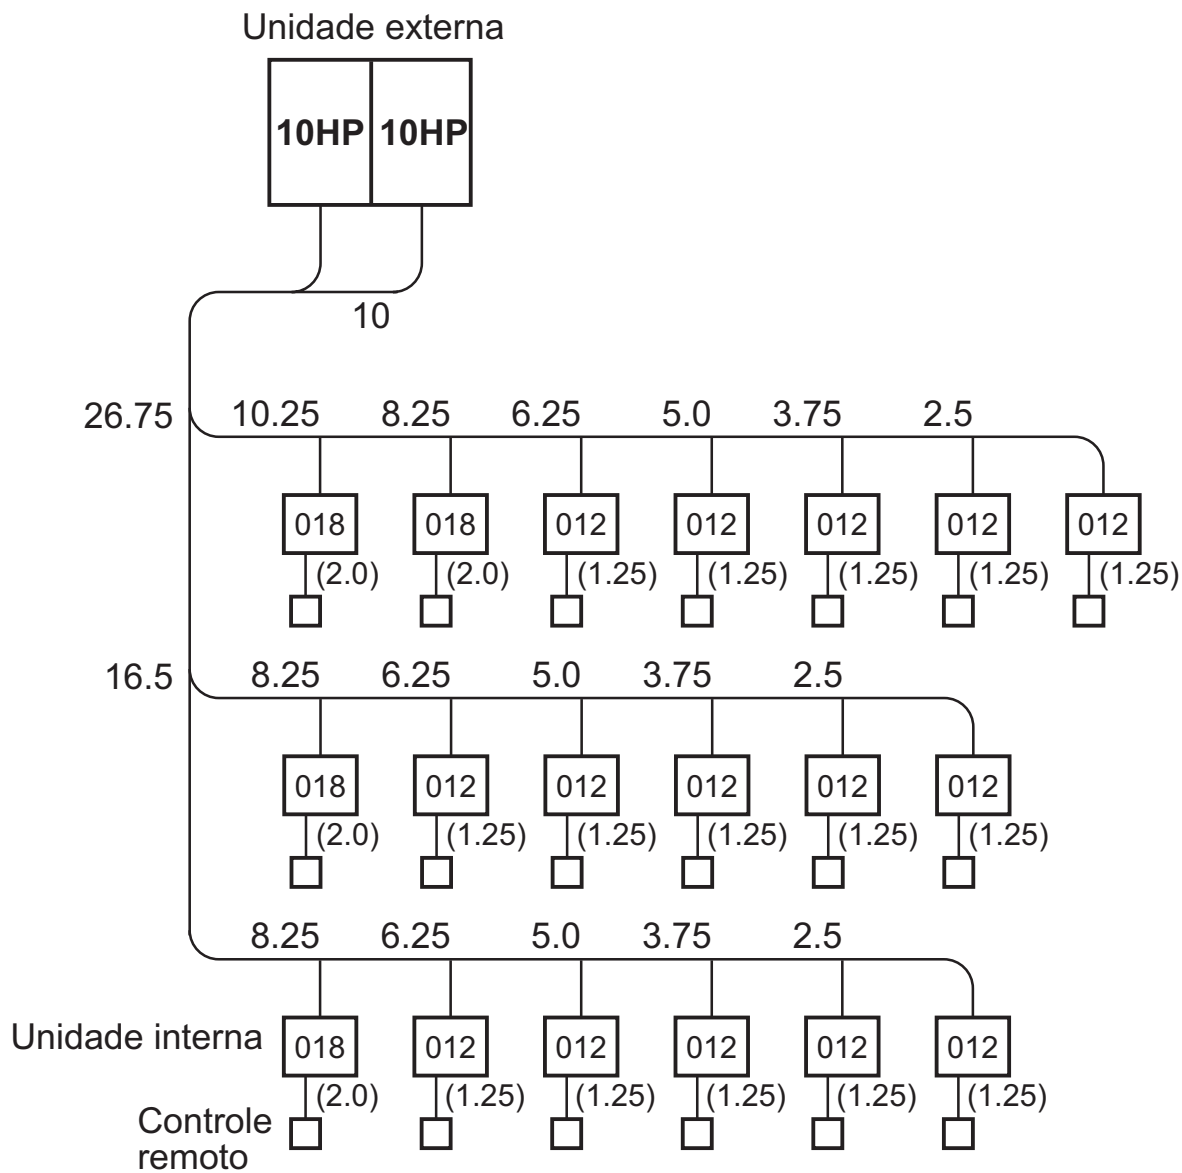 Unidade externa
10HP 10HP
10
26.75 10.25 8.25 6.25 5.0 3.75 2.5
018 018 012 012 012 012 012
(2.0) (2.0) (1.25) (1.25) (1.25) (1.25) (1.25)
16.5 8.25 6.25 5.0 3.75 2.5
018 012 012 012 012 012
(2.0) (1.25) (1.25) (1.25) (1.25) (1.25)
8.25 6.25 5.0 3.75 2.5
Unidade interna 018 012 012 012 012 012
(2.0) (1.25) (1.25) (1.25) (1.25) (1.25)
Controle
remoto